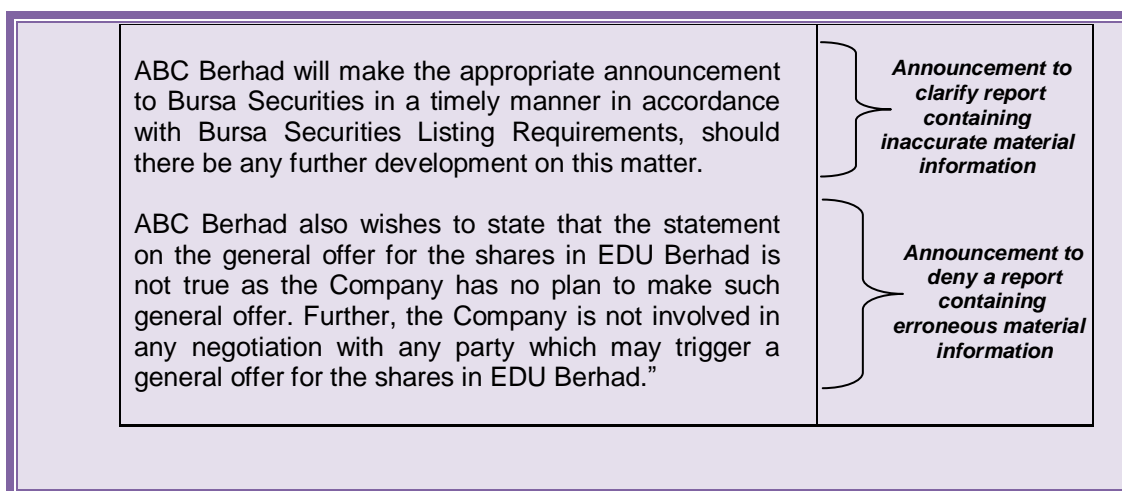 ABC Berhad will make the appropriate announcement
to Bursa Securities in a timely manner in accordance
with Bursa Securities Listing Requirements, should
there be any further development on this matter.
Announcement to
clarify report
containing
inaccurate material
information
ABC Berhad also wishes to state that the statement
on the general offer for the shares in EDU Berhad is
not true as the Company has no plan to make such
general offer. Further, the Company is not involved in
any negotiation with any party which may trigger a
general offer for the shares in EDU Berhad.”
Announcement to
deny a report
containing
erroneous material
information